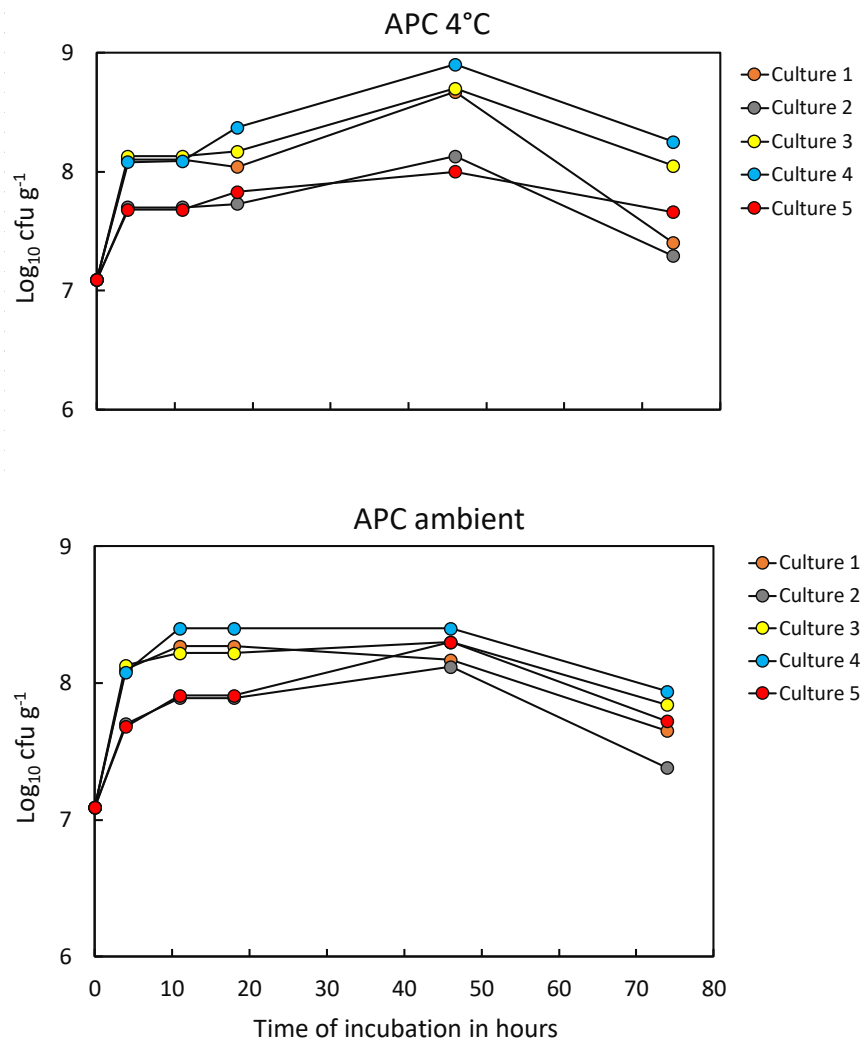 APC 4°C
9
8
7
6
Log₁₀ cfu g⁻¹
Culture 1
Culture 2
Culture 3
Culture 4
Culture 5
APC ambient
9
8
7
6
Log₁₀ cfu g⁻¹
Culture 1
Culture 2
Culture 3
Culture 4
Culture 5
0 10 20 30 40 50 60 70 80
Time of incubation in hours